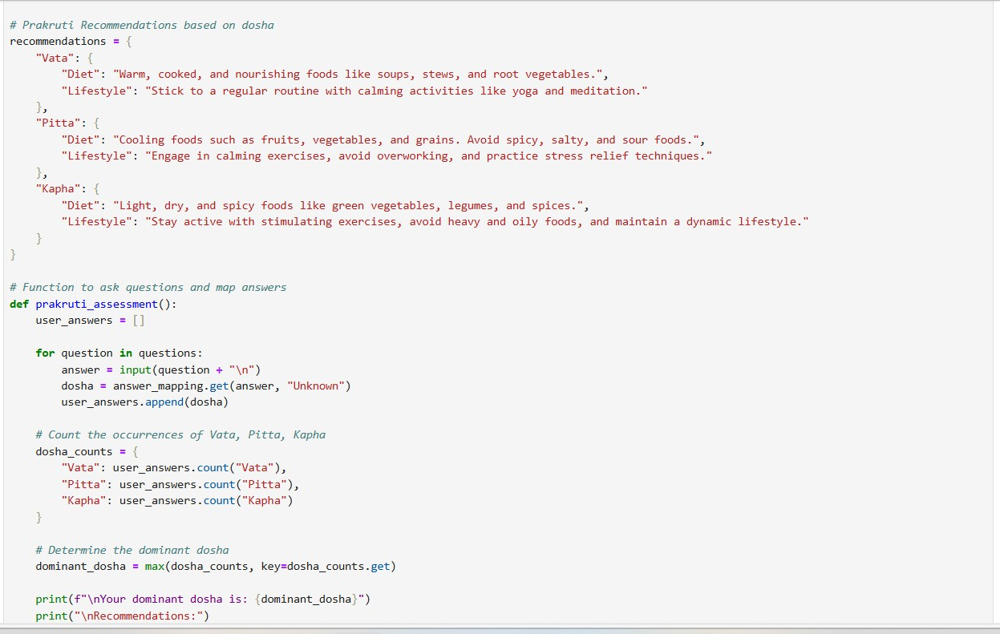 # Prakruti Recommendations based on dosha
recommendations = {
    "Vata": {
        "Diet": "Warm, cooked, and nourishing foods like soups, stews, and root vegetables.",
        "Lifestyle": "Stick to a regular routine with calming activities like yoga and meditation."
    },
    "Pitta": {
        "Diet": "Cooling foods such as fruits, vegetables, and grains. Avoid spicy, salty, and sour foods.",
        "Lifestyle": "Engage in calming exercises, avoid overworking, and practice stress relief techniques."
    },
    "Kapha": {
        "Diet": "Light, dry, and spicy foods like green vegetables, legumes, and spices.",
        "Lifestyle": "Stay active with stimulating exercises, avoid heavy and oily foods, and maintain a dynamic lifestyle."
    }
}

# Function to ask questions and map answers
def prakruti_assessment():
    user_answers = []

    for question in questions:
        answer = input(question + "\n")
        dosha = answer_mapping.get(answer, "Unknown")
        user_answers.append(dosha)

    # Count the occurrences of Vata, Pitta, Kapha
    dosha_counts = {
        "Vata": user_answers.count("Vata"),
        "Pitta": user_answers.count("Pitta"),
        "Kapha": user_answers.count("Kapha")
    }

    # Determine the dominant dosha
    dominant_dosha = max(dosha_counts, key=dosha_counts.get)

    print(f"\nYour dominant dosha is: {dominant_dosha}")
    print("\nRecommendations:")